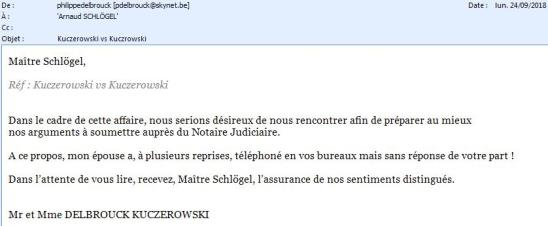 De : philippedelbrouck [pdelbrouck@skynet.be] Date : lun. 24/09/2018
À : 'Arnaud SCHLÖGEL'
Cc :
Objet : Kuczerowski vs Kuczrowski
Maître Schlögel,
Réf : Kuczerowski vs Kuczerowski
Dans le cadre de cette affaire, nous serions désireux de nous rencontrer afin de préparer au mieux
nos arguments à soumettre auprès du Notaire Judiciaire.
A ce propos, mon épouse a, à plusieurs reprises, téléphoné en vos bureaux mais sans réponse de votre part !
Dans l'attente de vous lire, recevez, Maître Schlögel, l'assurance de nos sentiments distingués.
Mr et Mme DELBROUCK KUCZEROWSKI